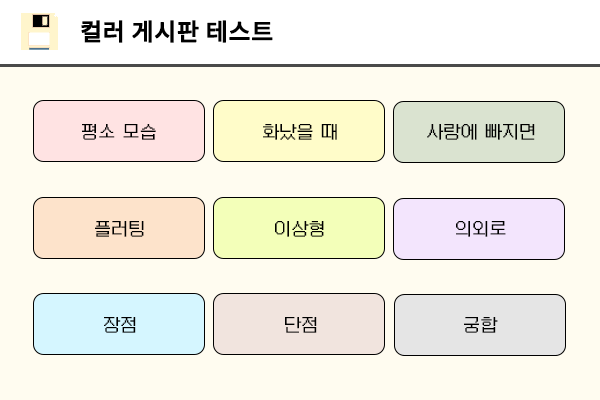 컬러 게시판 테스트
평소 모습
화났을 때
사랑에 빠지면
플러팅
이상형
의외로
장점
단점
궁합